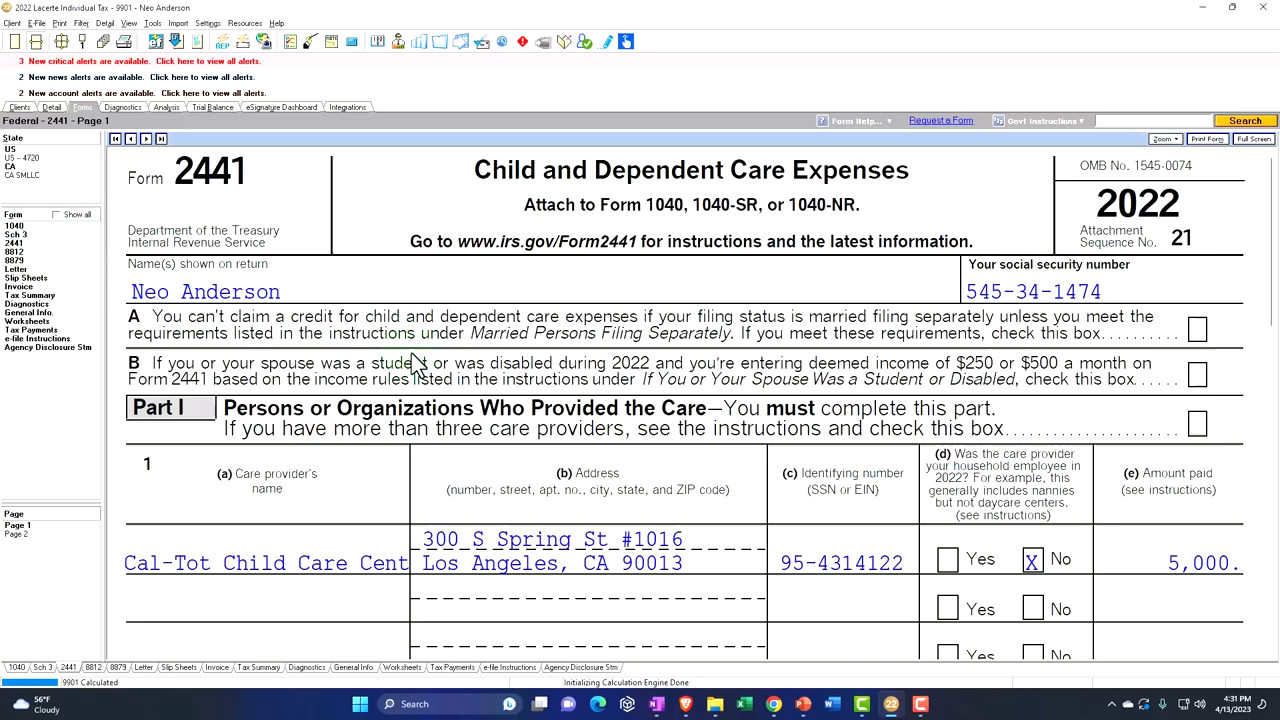 2022 Lacerte Individual Tax - 9901 - Neo Anderson
Client E-File Print Filter Detail View Tools Import Settings Resources Help
REP
3 New critical alerts are available. Click here to view all alerts.
2 New news alerts are available. Click here to view all alerts.
2 New account alerts are available. Click here to view all alerts.
Clients Detail Forms Diagnostics Analysis Trial Balance eSignature Dashboard Integrations
Federal - 2441 - Page 1
Form Help... Request a Form Govt Instructions Search
Zoom Print Form Full Screen
State
US
US - 4720
CA
CA SMLLC
Form Show all
1040
Sch 3
2441
8812
8879
Letter
Slip Sheets
Invoice
Tax Summary
Diagnostics
General Info.
Worksheets
Tax Payments
e-file Instructions
Agency Disclosure Stm
Page
Page 1
Page 2
Form 2441
Department of the Treasury
Internal Revenue Service
Child and Dependent Care Expenses
Attach to Form 1040, 1040-SR, or 1040-NR.
Go to www.irs.gov/Form2441 for instructions and the latest information.
OMB No. 1545-0074
2022
Attachment
Sequence No. 21
Name(s) shown on return
Neo Anderson
Your social security number
545-34-1474
A You can't claim a credit for child and dependent care expenses if your filing status is married filing separately unless you meet the
requirements listed in the instructions under Married Persons Filing Separately. If you meet these requirements, check this box
B If you or your spouse was a student or was disabled during 2022 and you're entering deemed income of $250 or $500 a month on
Form 2441 based on the income rules listed in the instructions under If You or Your Spouse Was a Student or Disabled, check this box
Part I Persons or Organizations Who Provided the Care—You must complete this part.
If you have more than three care providers, see the instructions and check this box
1
(a) Care provider's
name
(b) Address
(number, street, apt. no., city, state, and ZIP code)
(c) Identifying number
(SSN or EIN)
(d) Was the care provider
your household employee in
2022? For example, this
generally includes nannies
but not daycare centers.
(see instructions)
(e) Amount paid
(see instructions)
300 S Spring St #1016
Cal-Tot Child Care Cent Los Angeles, CA 90013 95-4314122 Yes X No 5,000.
Yes No
Yes No
1040 Sch 3 2441 8812 8879 Letter Slip Sheets Invoice Tax Summary Diagnostics General Info. Worksheets Tax Payments e-file Instructions Agency Disclosure Stm
9901 Calculated Initializing Calculation Engine Done
56°F
Cloudy
Search
4:31 PM
4/13/2023